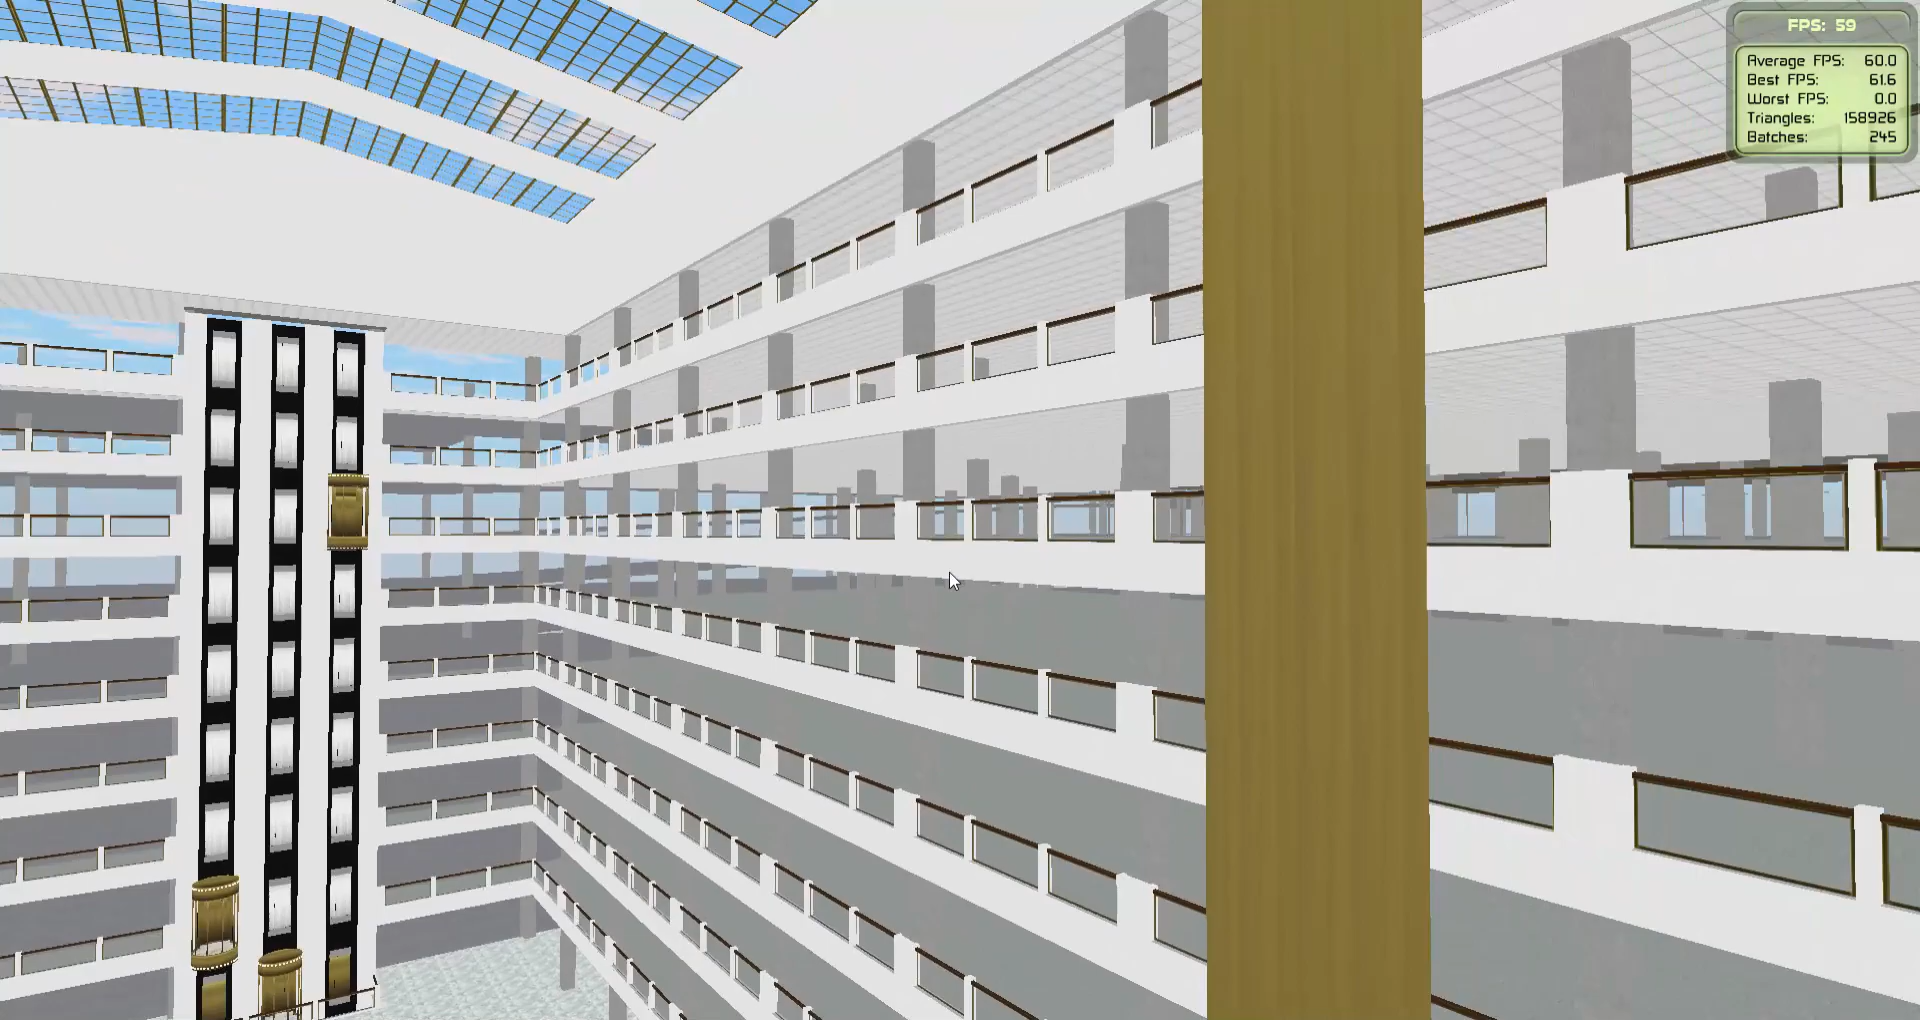 FPS: 59
Average FPS: 60.0
Best FPS: 61.6
Worst FPS: 0.0
Triangles: 158926
Batches: 245